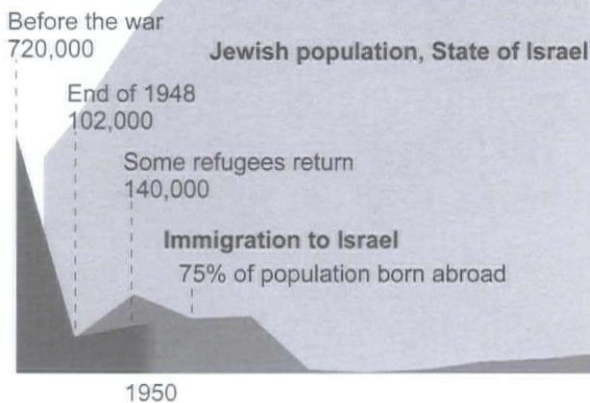 Before the war
720,000
Jewish population, State of Israel
End of 1948
102,000
Some refugees return
140,000
Immigration to Israel
75% of population born abroad
1950